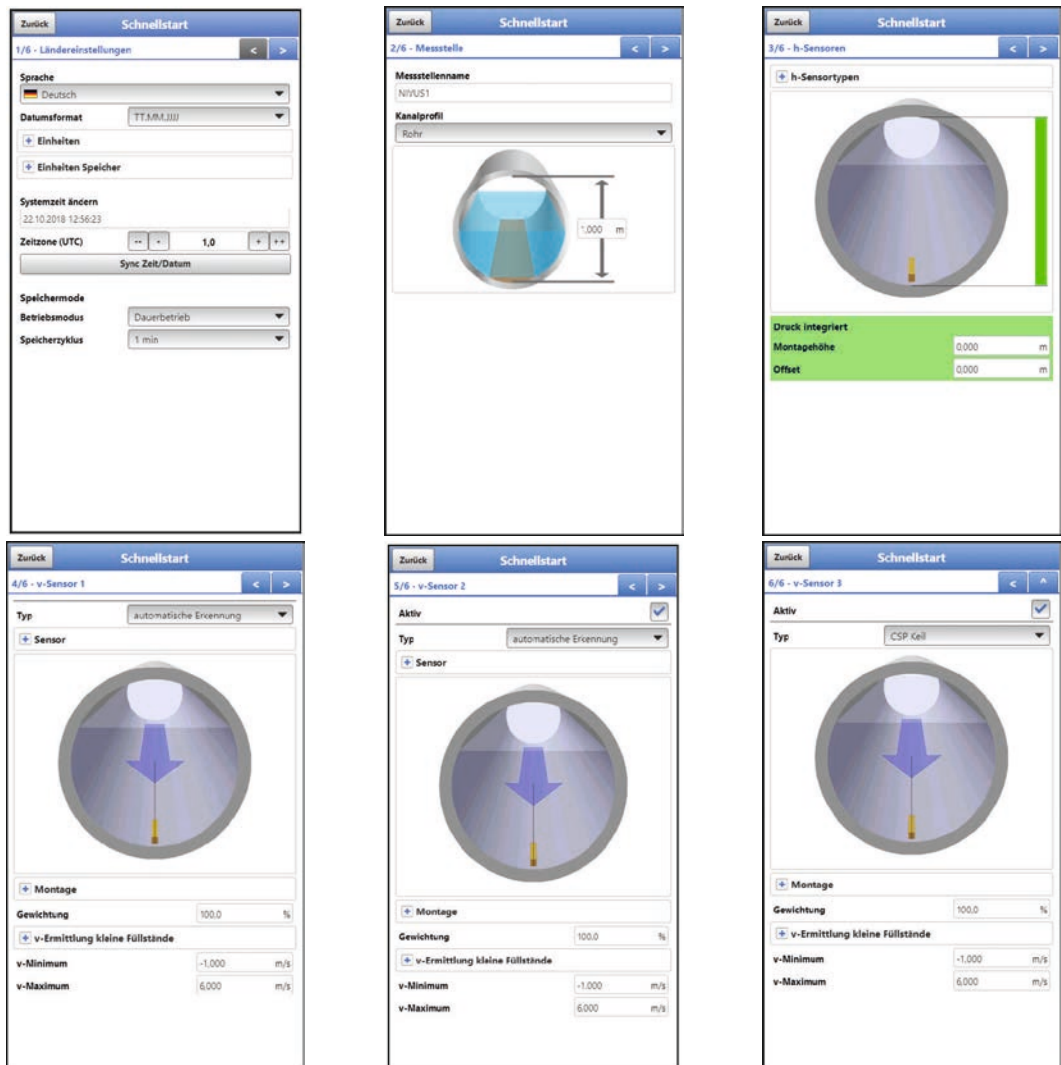 Zurück Schnellstart
1/6 - Ländereinstellungen < >
Sprache
Deutsch
Datumsformat TT.MM.JJJJ
+ Einheiten
+ Einheiten Speicher
Systemzeit ändern
22.10.2018 12:56:23
Zeitzone (UTC) -- - 1,0 + ++
Sync Zeit/Datum
Speichermode
Betriebsmodus Dauerbetrieb
Speicherzyklus 1 min
Zurück Schnellstart
2/6 - Messstelle < >
Messstellenname
NIVUS1
Kanalprofil
Rohr
1,000 m
Zurück Schnellstart
3/6 - h-Sensoren < >
+ h-Sensortypen
Druck integriert
Montagehöhe 0,000 m
Offset 0,000 m
Zurück Schnellstart
4/6 - v-Sensor 1 < >
Typ automatische Erkennung
+ Sensor
+ Montage
Gewichtung 100,0 %
+ v-Ermittlung kleine Füllstände
v-Minimum -1,000 m/s
v-Maximum 6,000 m/s
Zurück Schnellstart
5/6 - v-Sensor 2 < >
Aktiv
Typ automatische Erkennung
+ Sensor
+ Montage
Gewichtung 100,0 %
+ v-Ermittlung kleine Füllstände
v-Minimum -1,000 m/s
v-Maximum 6,000 m/s
Zurück Schnellstart
6/6 - v-Sensor 3 < ^
Aktiv
Typ CSP Keil
+ Montage
Gewichtung 100,0 %
+ v-Ermittlung kleine Füllstände
v-Minimum -1,000 m/s
v-Maximum 6,000 m/s